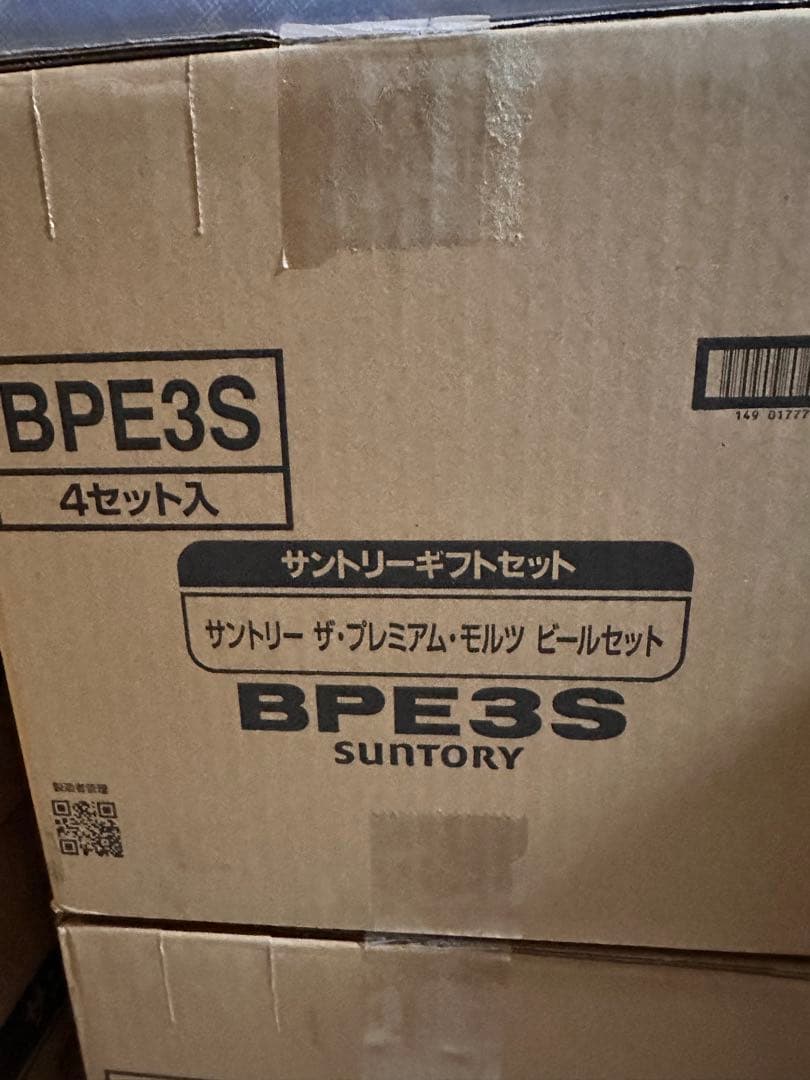 BPE3S
4セット入
149 01777
サントリーギフトセット
サントリー ザ・プレミアム・モルツ ビールセット
BPE3S
SUNTORY
製造者管理